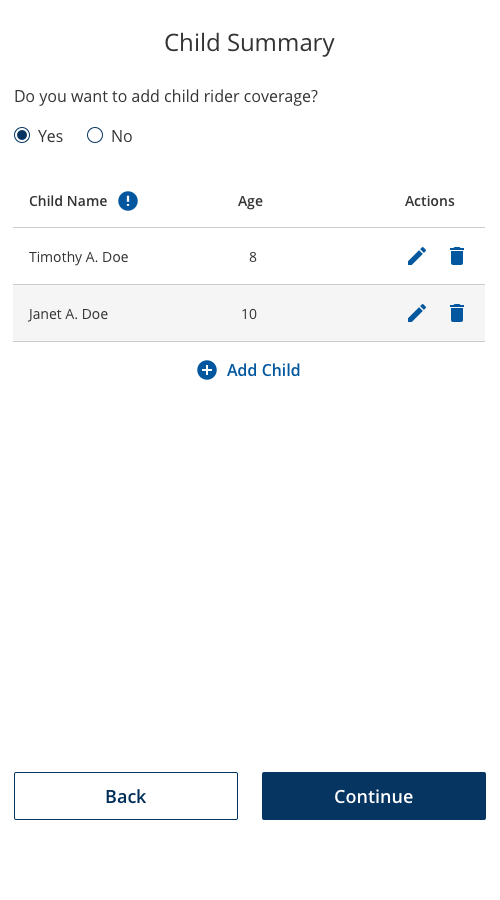 Child Summary
Do you want to add child rider coverage?
Yes No
Child Name Age Actions
Timothy A. Doe 8
Janet A. Doe 10
Add Child
Back Continue